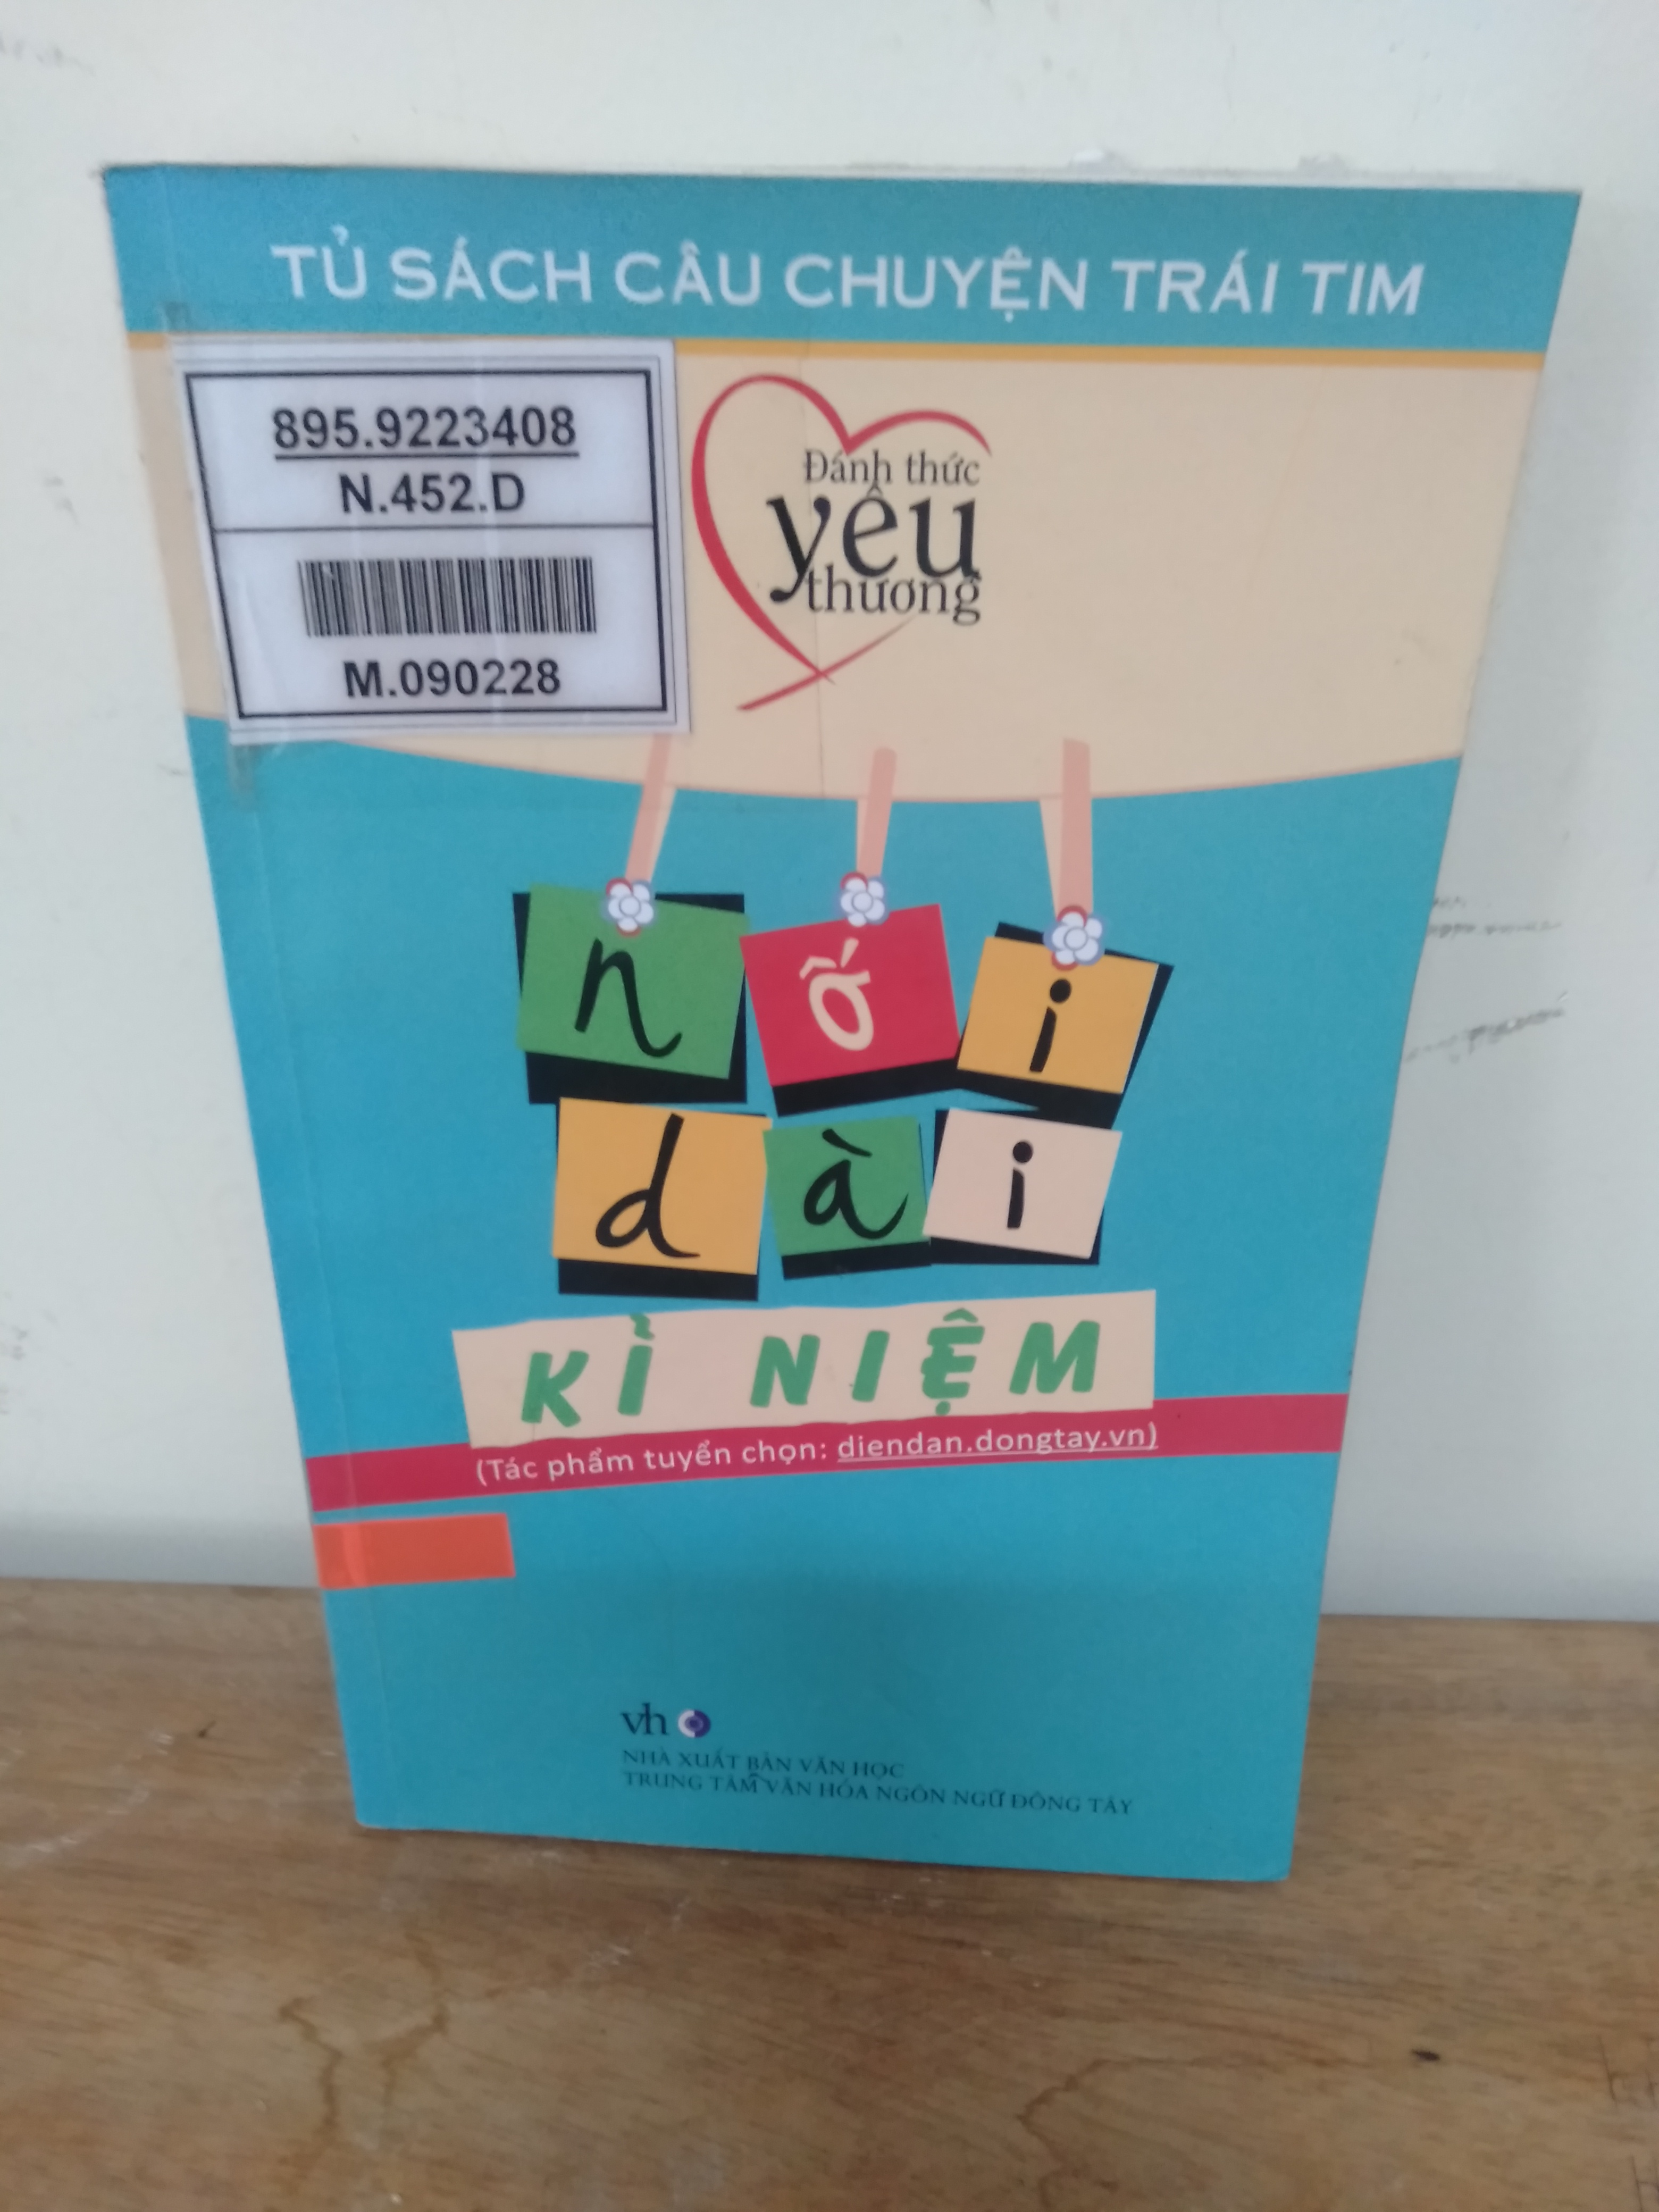 TỦ SÁCH CÂU CHUYỆN TRÁI TIM
895.9223408
N.452.D
M.090228
Đánh thức
yêu
thương
nối
dài
KỈ NIỆM
(Tác phẩm tuyển chọn: diendan.dongtay.vn)
vh
NHÀ XUẤT BẢN VĂN HỌC
TRUNG TÂM VĂN HÓA NGÔN NGỮ ĐÔNG TÂY